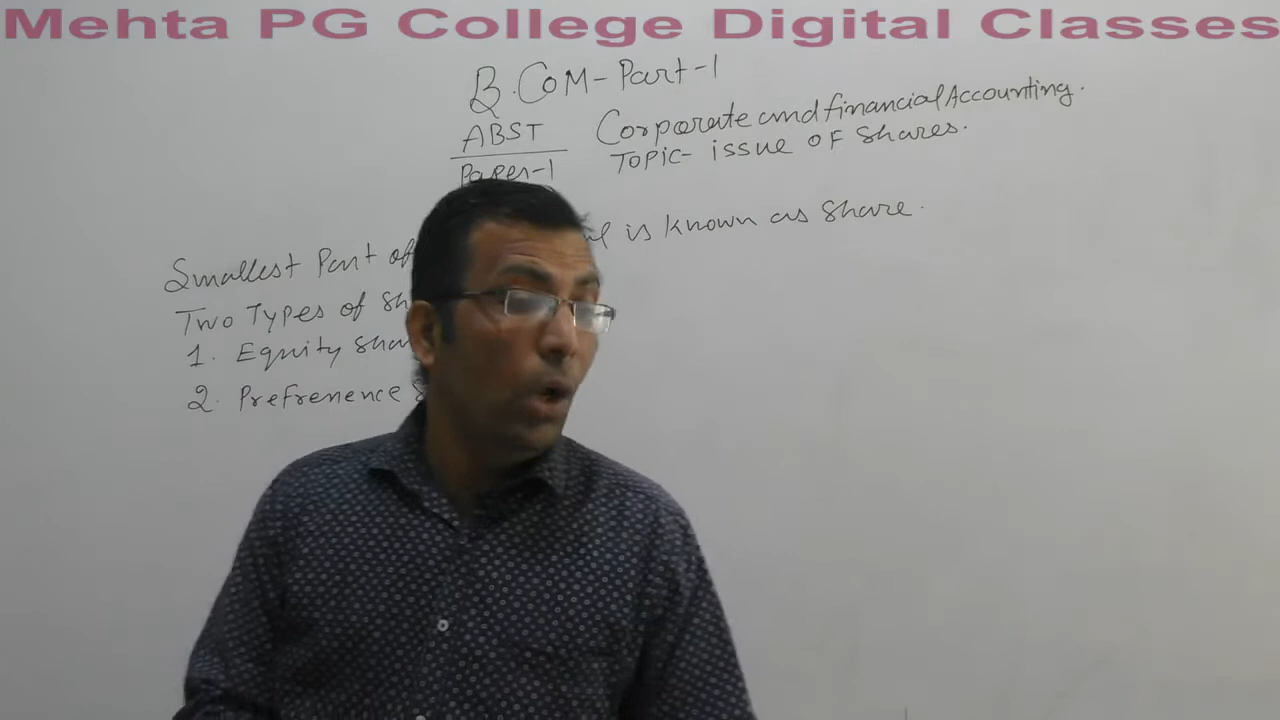 Mehta PG College Digital Classes
B.COM-Part-1
ABST Corporate and financial Accounting.
Paper-1 TOPIC- issue OF Shares.
Smallest Part of is known as Share.
Two Types of
1. Equity
2. Prefrenence